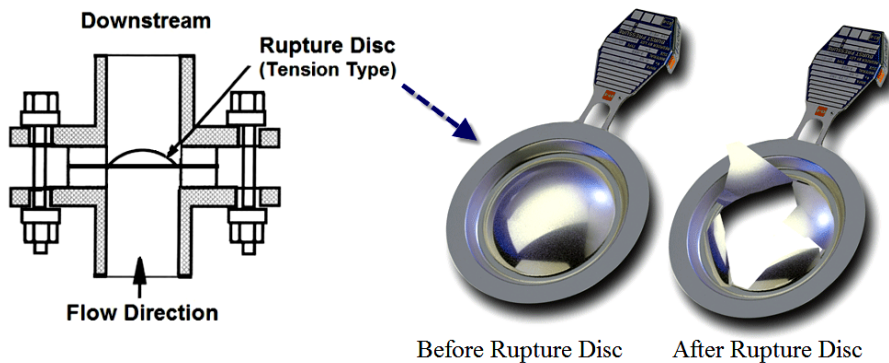 Downstream
Rupture Disc
(Tension Type)
Flow Direction
Before Rupture Disc
After Rupture Disc